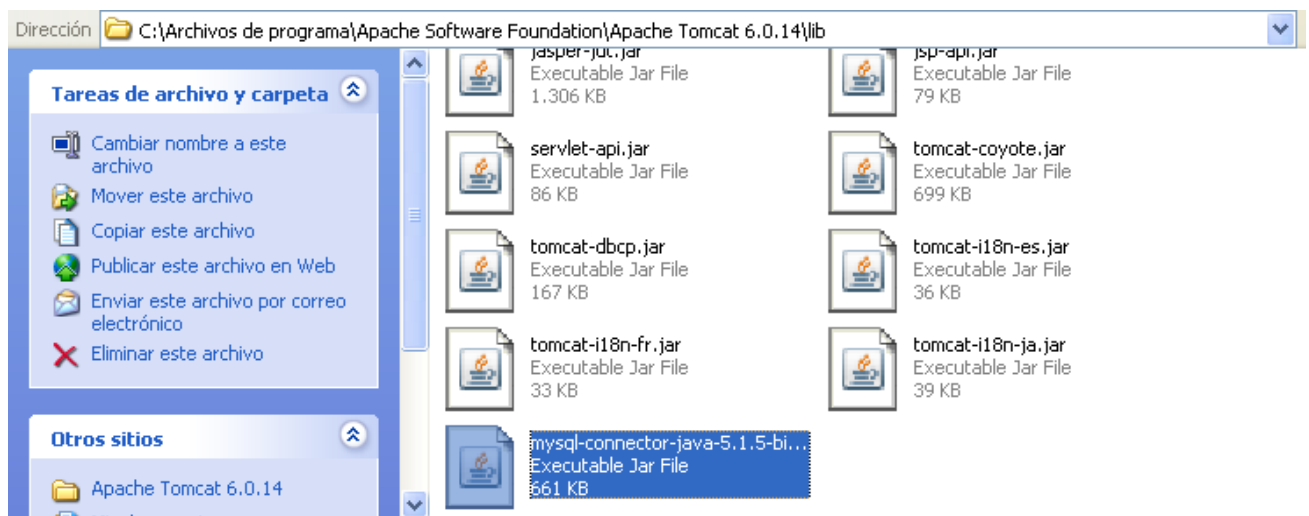 Dirección C:\Archivos de programa\Apache Software Foundation\Apache Tomcat 6.0.14\lib
Tareas de archivo y carpeta
Cambiar nombre a este
archivo
Mover este archivo
Copiar este archivo
Publicar este archivo en Web
Enviar este archivo por correo
electrónico
Eliminar este archivo
Otros sitios
Apache Tomcat 6.0.14
jasper-jdt.jar
Executable Jar File
1.306 KB
jsp-api.jar
Executable Jar File
79 KB
servlet-api.jar
Executable Jar File
86 KB
tomcat-coyote.jar
Executable Jar File
699 KB
tomcat-dbcp.jar
Executable Jar File
167 KB
tomcat-i18n-es.jar
Executable Jar File
36 KB
tomcat-i18n-fr.jar
Executable Jar File
33 KB
tomcat-i18n-ja.jar
Executable Jar File
39 KB
mysql-connector-java-5.1.5-bi...
Executable Jar File
661 KB